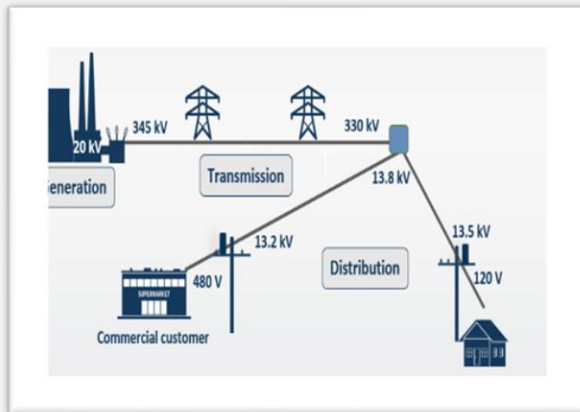 345 kV
330 kV
20 kV
eneration
Transmission
13.8 kV
13.2 kV
13.5 kV
Distribution
480 V
120 V
SUPERMARKET
Commercial customer